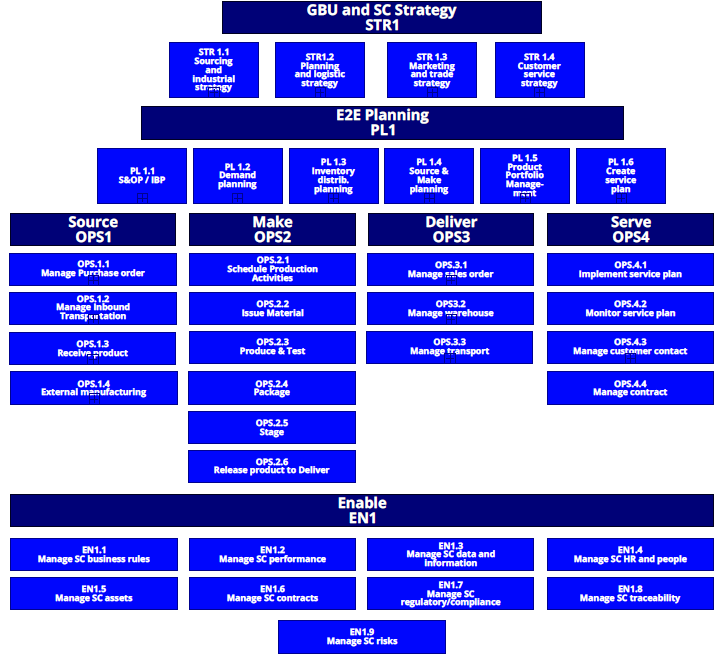 GBU and SC Strategy
STR1
STR 1.1
Sourcing
and
industrial
strategy
STR1.2
Planning
and logistic
strategy
STR 1.3
Marketing
and trade
strategy
STR 1.4
Customer
service
strategy
E2E Planning
PL1
PL 1.1
S&OP / IBP
PL 1.2
Demand
planning
PL 1.3
Inventory
distrib.
planning
PL 1.4
Source &
Make
planning
PL 1.5
Product
Portfolio
Manage-
ment
PL 1.6
Create
service
plan
Source
OPS1
OPS.1.1
Manage Purchase order
OPS.1.2
Manage Inbound
Transportation
OPS.1.3
Receive product
OPS.1.4
External manufacturing
Make
OPS2
OPS.2.1
Schedule Production
Activities
OPS.2.2
Issue Material
OPS.2.3
Produce & Test
OPS.2.4
Package
OPS.2.5
Stage
OPS.2.6
Release product to Deliver
Deliver
OPS3
OPS.3.1
Manage sales order
OPS3.2
Manage warehouse
OPS.3.3
Manage transport
Serve
OPS4
OPS.4.1
Implement service plan
OPS.4.2
Monitor service plan
OPS.4.3
Manage customer contact
OPS.4.4
Manage contract
Enable
EN1
EN1.1
Manage SC business rules
EN1.2
Manage SC performance
EN1.3
Manage SC data and
information
EN1.4
Manage SC HR and people
EN1.5
Manage SC assets
EN1.6
Manage SC contracts
EN1.7
Manage SC
regulatory/compliance
EN1.8
Manage SC traceability
EN1.9
Manage SC risks